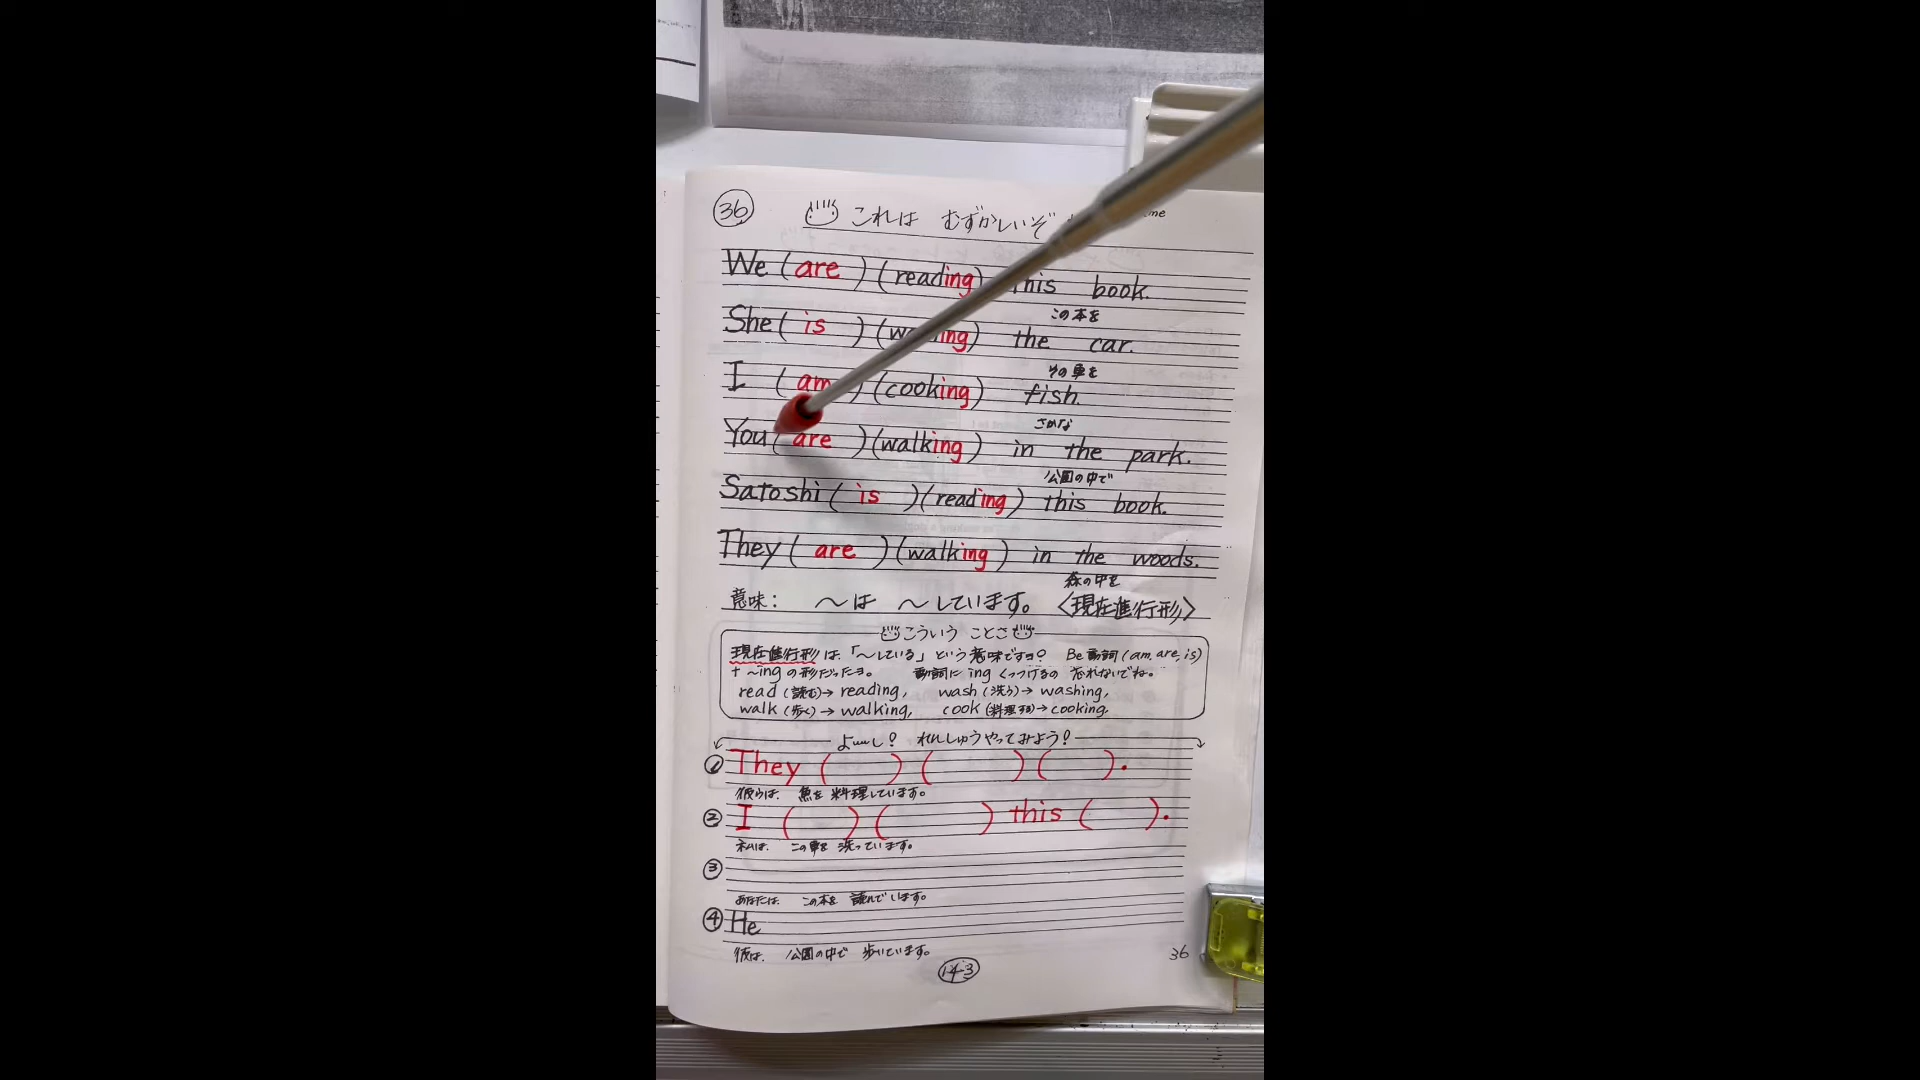 36 これは むずかしいぞ me
We (are) (reading) this book.
この本を
She (is) (ing) the car.
その車を
I (am) (cooking) fish.
さかな
You (are) (walking) in the park.
公園の中で
Satoshi (is) (reading) this book.
They (are) (walking) in the woods.
森の中を
意味: 〜は 〜しています。 〈現在進行形〉
こういう ことさ
現在進行形は、「〜している」という意味ですヨ? Be動詞(am, are, is)
+ 〜ingの形だったヨ。 動詞に ing くっつけるの 忘れないでね。
read (読む)→ reading, wash (洗う)→ washing,
walk (歩く)→ walking, cook (料理する)→cooking.
よーし? れんしゅうやってみよう!
① They ( ) ( ) ( ).
彼らは、 魚を 料理しています。
② I ( ) ( ) this ( ).
私は、 この車を 洗っています。
③
あなたは、 この本を 読んでいます。
④ He
彼は、 公園の中で 歩いています。
36
143